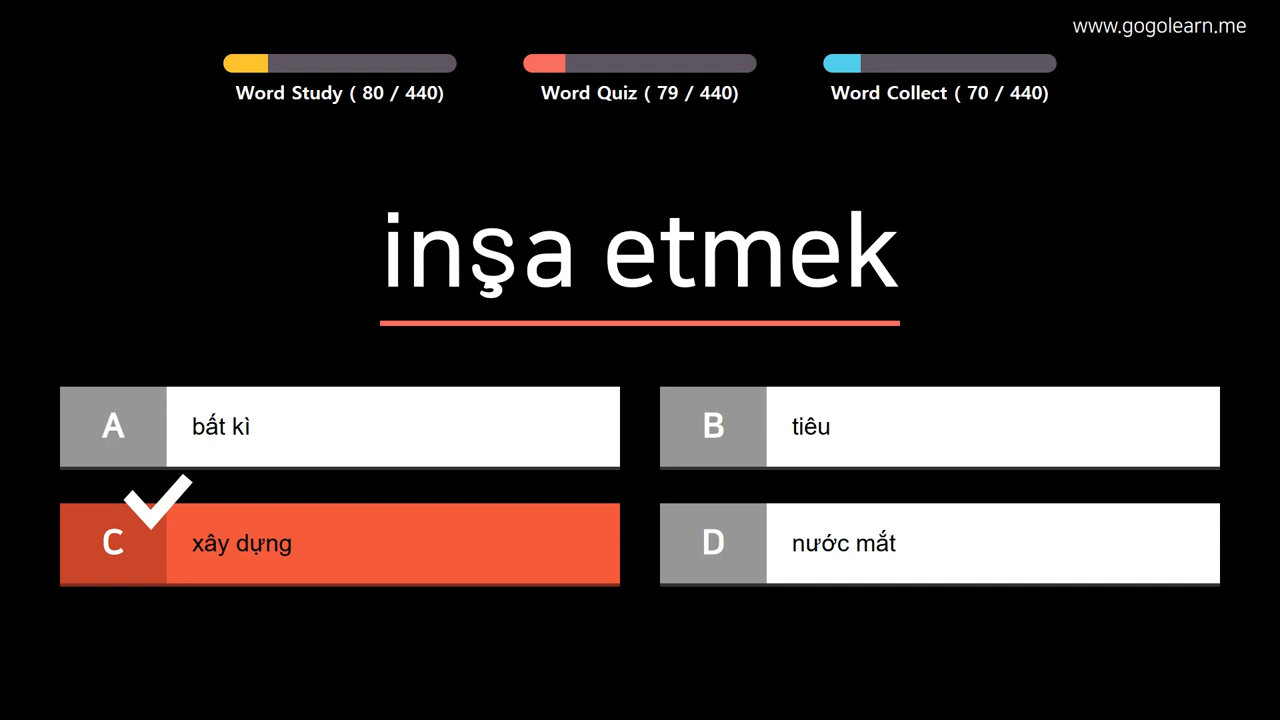 www.gogolearn.me
Word Study ( 80 / 440)
Word Quiz ( 79 / 440)
Word Collect ( 70 / 440)
inşa etmek
A bất kì
B tiêu
C xây dựng
D nước mắt